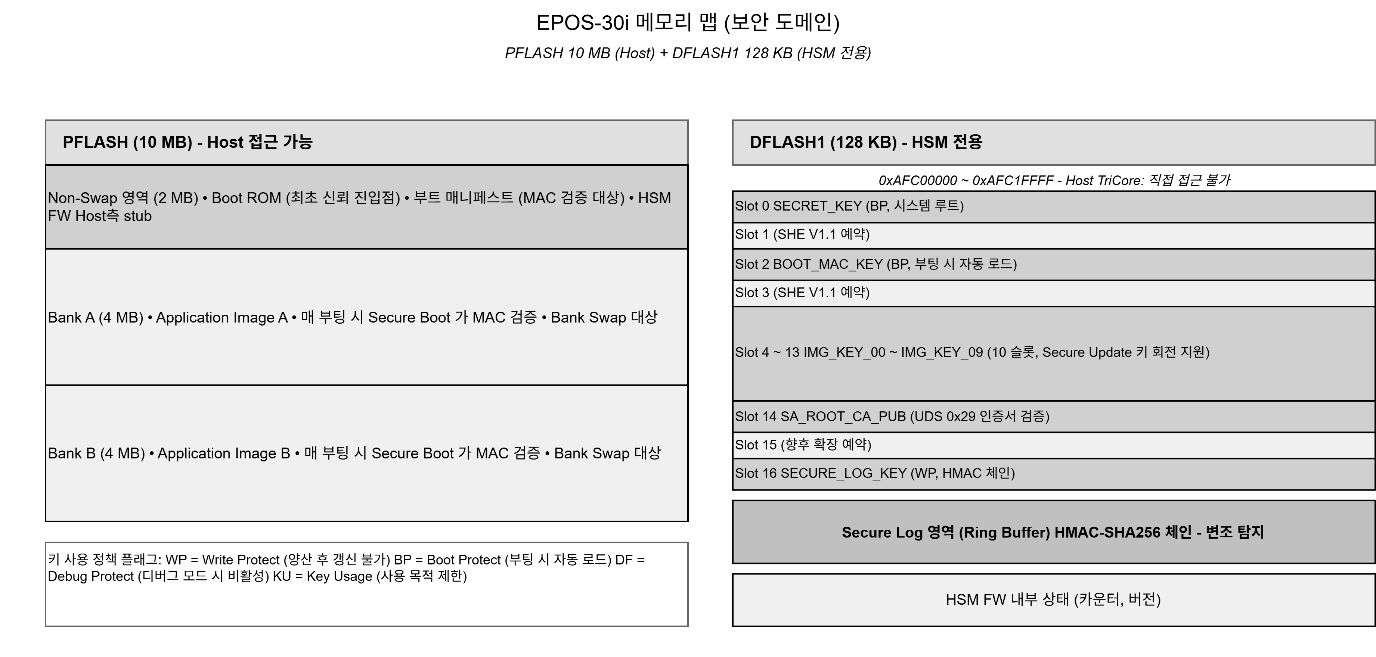 EPOS-30i 메모리 맵 (보안 도메인)
PFLASH 10 MB (Host) + DFLASH1 128 KB (HSM 전용)
PFLASH (10 MB) - Host 접근 가능
Non-Swap 영역 (2 MB) • Boot ROM (최초 신뢰 진입점) • 부트 매니페스트 (MAC 검증 대상) • HSM
FW Host측 stub
Bank A (4 MB) • Application Image A • 매 부팅 시 Secure Boot 가 MAC 검증 • Bank Swap 대상
Bank B (4 MB) • Application Image B • 매 부팅 시 Secure Boot 가 MAC 검증 • Bank Swap 대상
키 사용 정책 플래그: WP = Write Protect (양산 후 갱신 불가) BP = Boot Protect (부팅 시 자동 로드) DF =
Debug Protect (디버그 모드 시 비활성) KU = Key Usage (사용 목적 제한)
DFLASH1 (128 KB) - HSM 전용
0xAFC00000 ~ 0xAFC1FFFF - Host TriCore: 직접 접근 불가
Slot 0 SECRET_KEY (BP, 시스템 루트)
Slot 1 (SHE V1.1 예약)
Slot 2 BOOT_MAC_KEY (BP, 부팅 시 자동 로드)
Slot 3 (SHE V1.1 예약)
Slot 4 ~ 13 IMG_KEY_00 ~ IMG_KEY_09 (10 슬롯, Secure Update 키 회전 지원)
Slot 14 SA_ROOT_CA_PUB (UDS 0x29 인증서 검증)
Slot 15 (향후 확장 예약)
Slot 16 SECURE_LOG_KEY (WP, HMAC 체인)
Secure Log 영역 (Ring Buffer) HMAC-SHA256 체인 - 변조 탐지
HSM FW 내부 상태 (카운터, 버전)